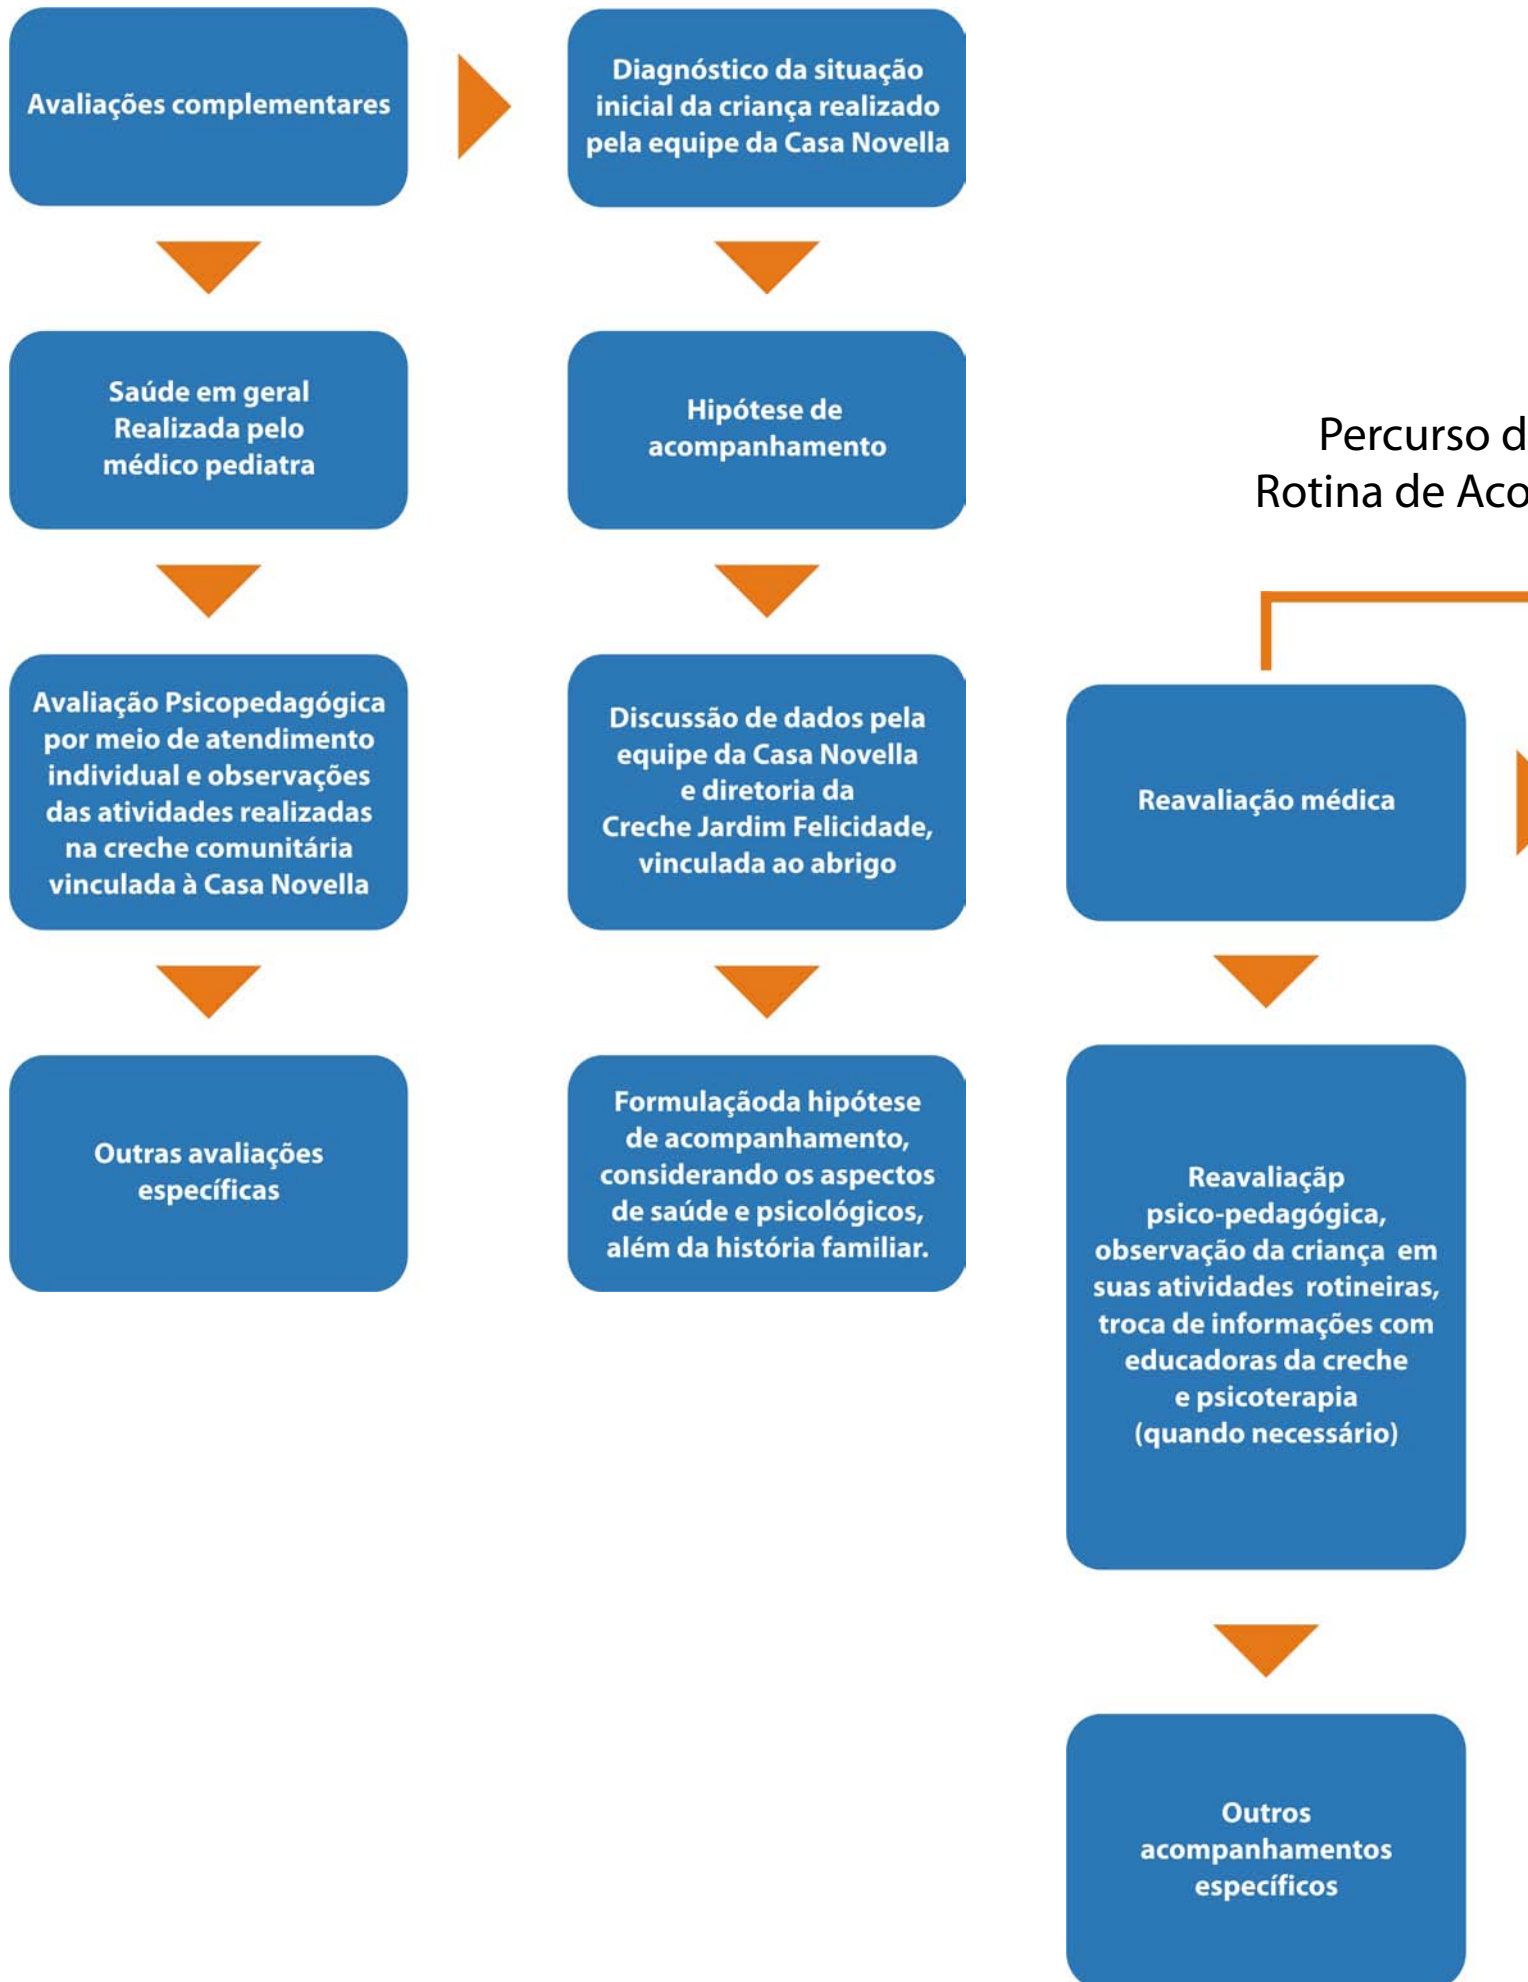 Avaliações complementares
Saúde em geral
Realizada pelo
médico pediatra
Avaliação Psicopedagógica
por meio de atendimento
individual e observações
das atividades realizadas
na creche comunitária
vinculada à Casa Novella
Outras avaliações
específicas
Diagnóstico da situação
inicial da criança realizado
pela equipe da Casa Novella
Hipótese de
acompanhamento
Discussão de dados pela
equipe da Casa Novella
e diretoria da
Creche Jardim Felicidade,
vinculada ao abrigo
Formulaçãoda hipótese
de acompanhamento,
considerando os aspectos
de saúde e psicológicos,
além da história familiar.
Percurso d
Rotina de Aco
Reavaliação médica
Reavaliaçãp
psico-pedagógica,
observação da criança em
suas atividades rotineiras,
troca de informações com
educadoras da creche
e psicoterapia
(quando necessário)
Outros
acompanhamentos
específicos